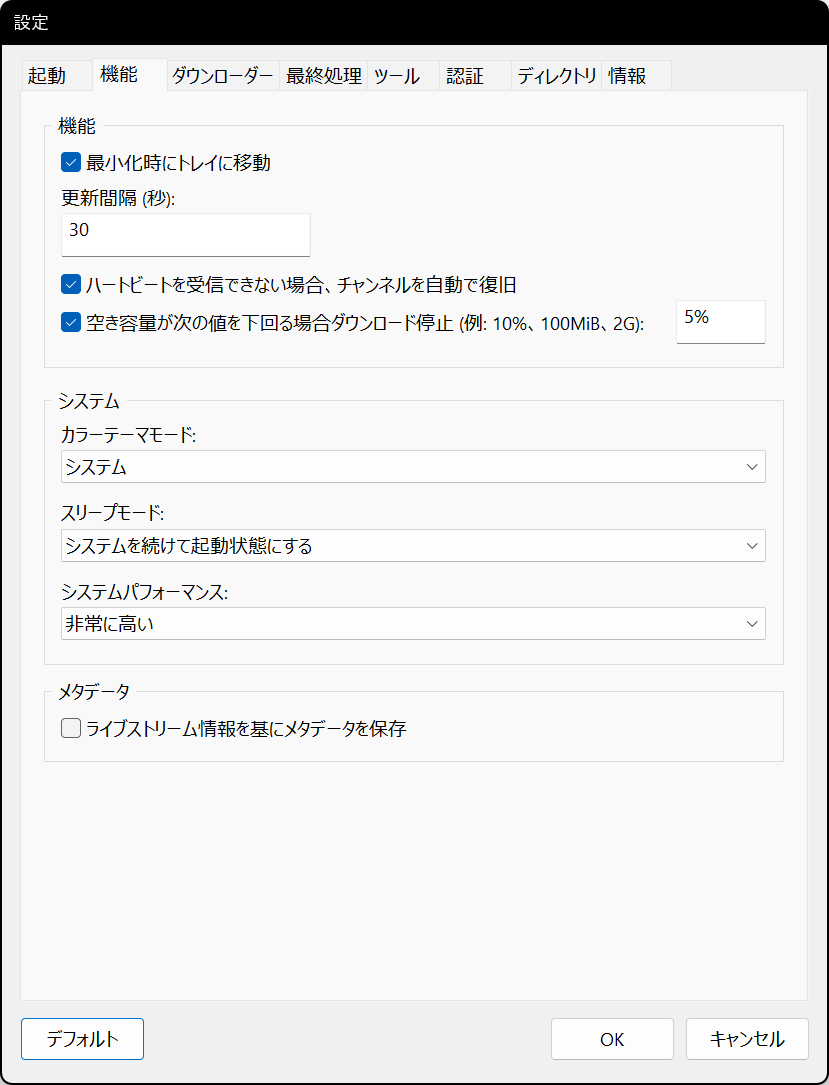 設定
起動 機能 ダウンローダー 最終処理 ツール 認証 ディレクトリ 情報
機能
最小化時にトレイに移動
更新間隔 (秒):
30
ハートビートを受信できない場合、チャンネルを自動で復旧
空き容量が次の値を下回る場合ダウンロード停止 (例: 10%、100MiB、2G): 5%
システム
カラーテーマモード:
システム
スリープモード:
システムを続けて起動状態にする
システムパフォーマンス:
非常に高い
メタデータ
ライブストリーム情報を基にメタデータを保存
デフォルト OK キャンセル